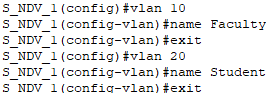 S_NDV_1(config)#vlan 10
S_NDV_1(config-vlan)#name Faculty
S_NDV_1(config-vlan)#exit
S_NDV_1(config)#vlan 20
S_NDV_1(config-vlan)#name Student
S_NDV_1(config-vlan)#exit